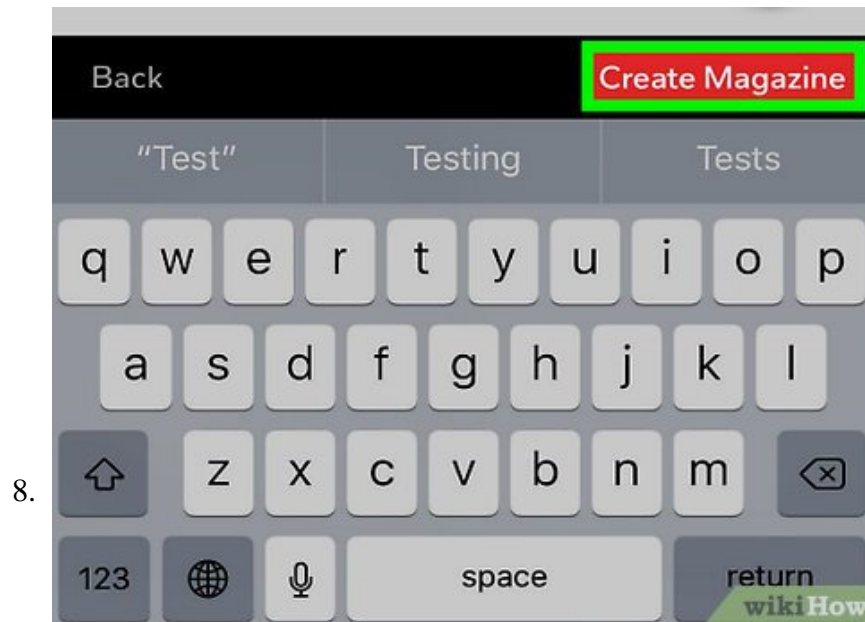 Back Create Magazine
"Test" Testing Tests
q w e r t y u i o p
a s d f g h j k l
8. z x c v b n m
123 space return
wikiHow